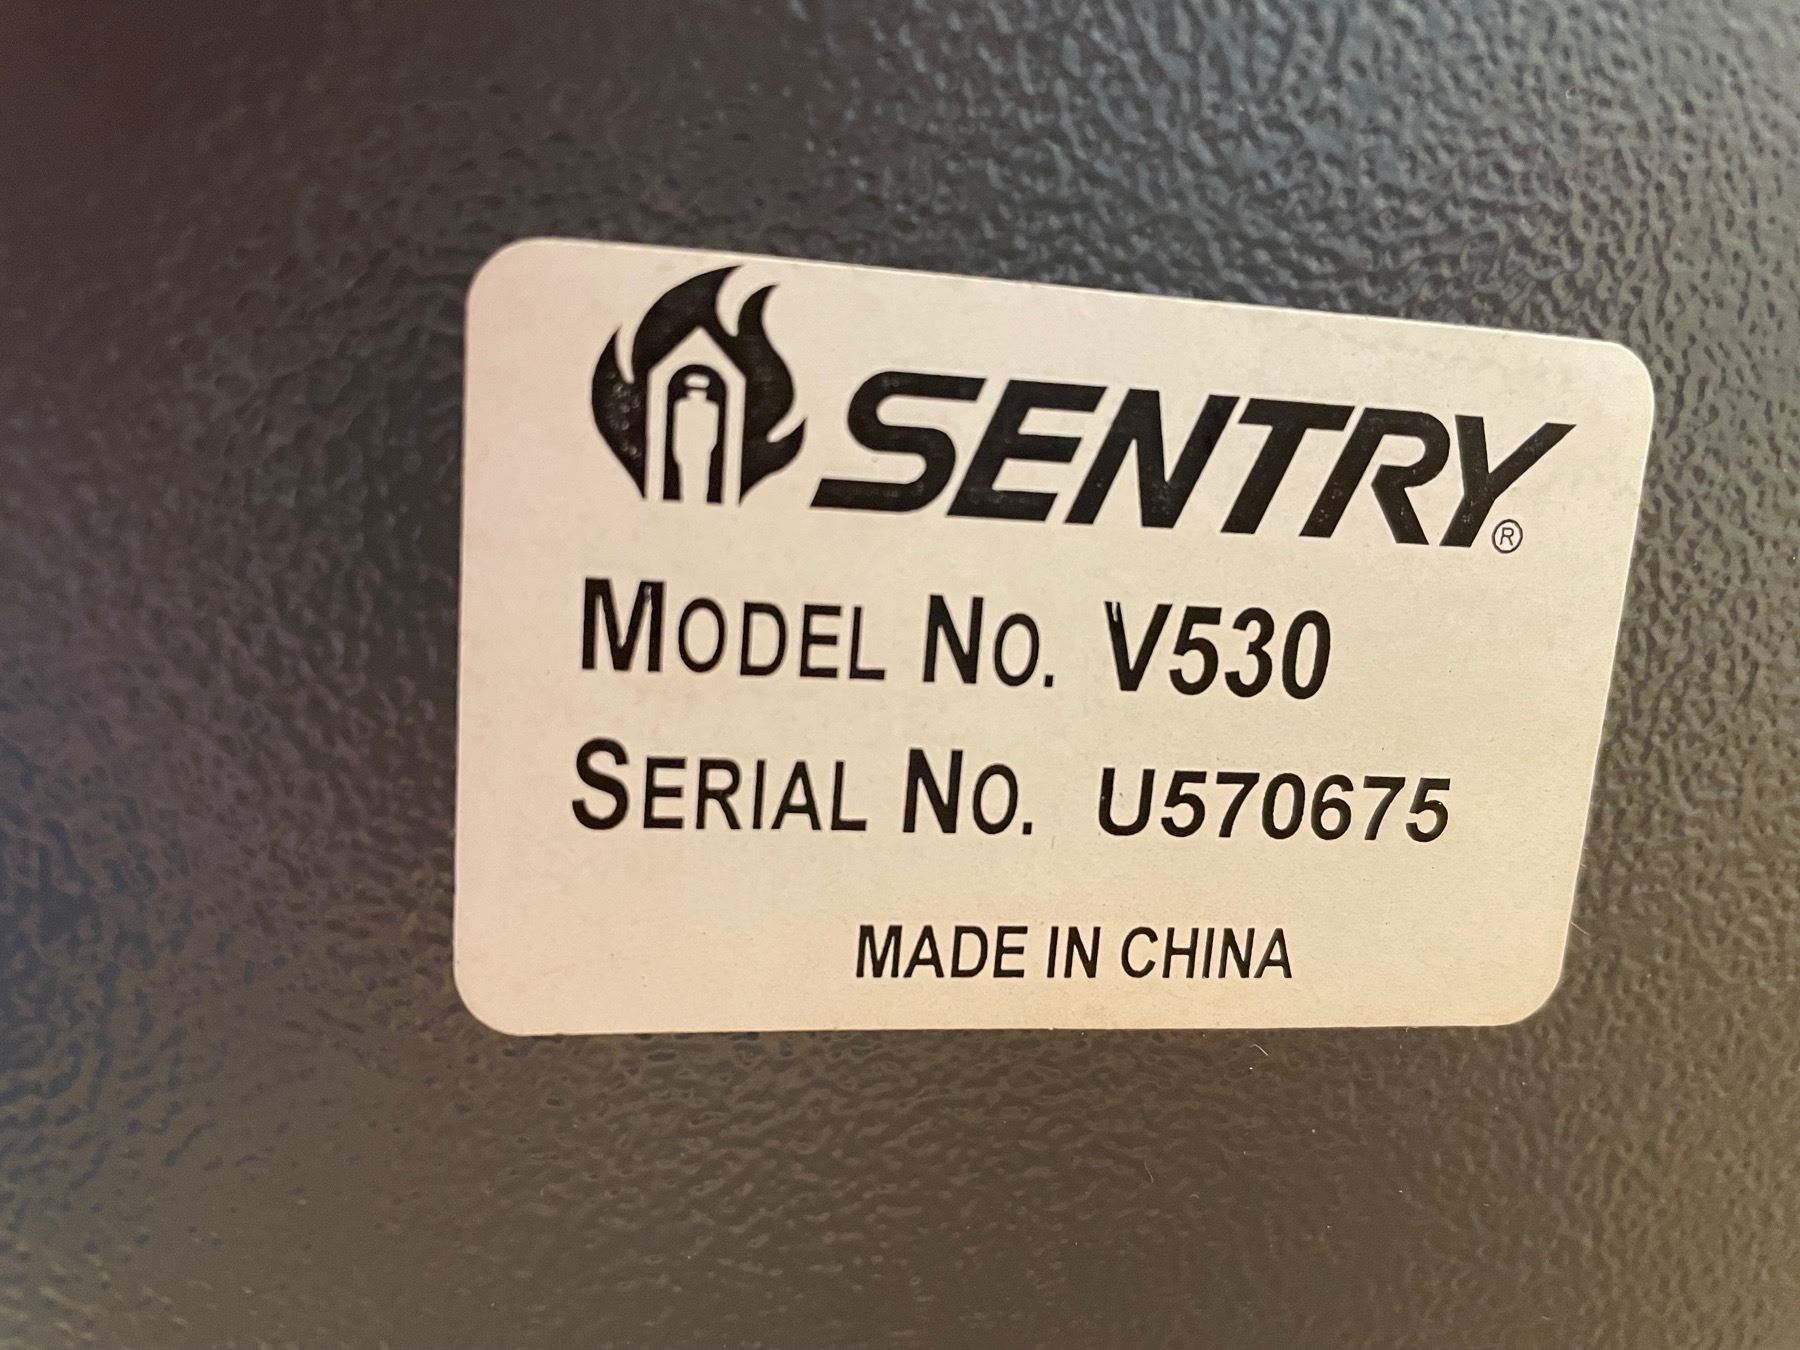 SENTRY®
MODEL NO. V530
SERIAL NO. U570675
MADE IN CHINA